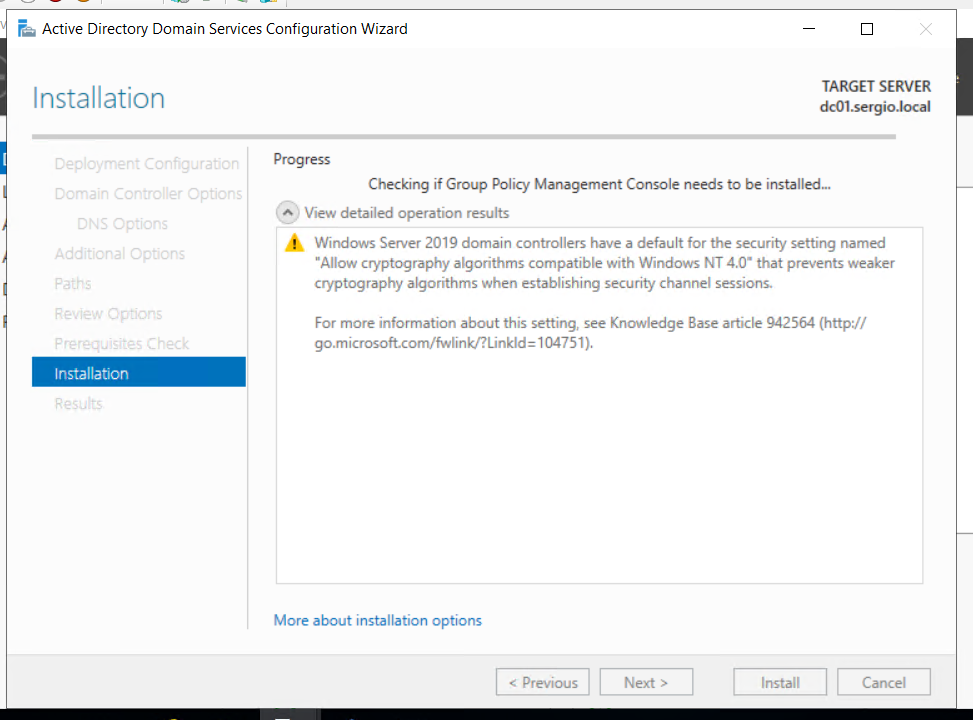 Active Directory Domain Services Configuration Wizard
Installation
TARGET SERVER
dc01.sergio.local
Deployment Configuration
Domain Controller Options
DNS Options
Additional Options
Paths
Review Options
Prerequisites Check
Installation
Results
Progress
Checking if Group Policy Management Console needs to be installed...
View detailed operation results
Windows Server 2019 domain controllers have a default for the security setting named
"Allow cryptography algorithms compatible with Windows NT 4.0" that prevents weaker
cryptography algorithms when establishing security channel sessions.
For more information about this setting, see Knowledge Base article 942564 (http://
go.microsoft.com/fwlink/?LinkId=104751).
More about installation options
< Previous
Next >
Install
Cancel